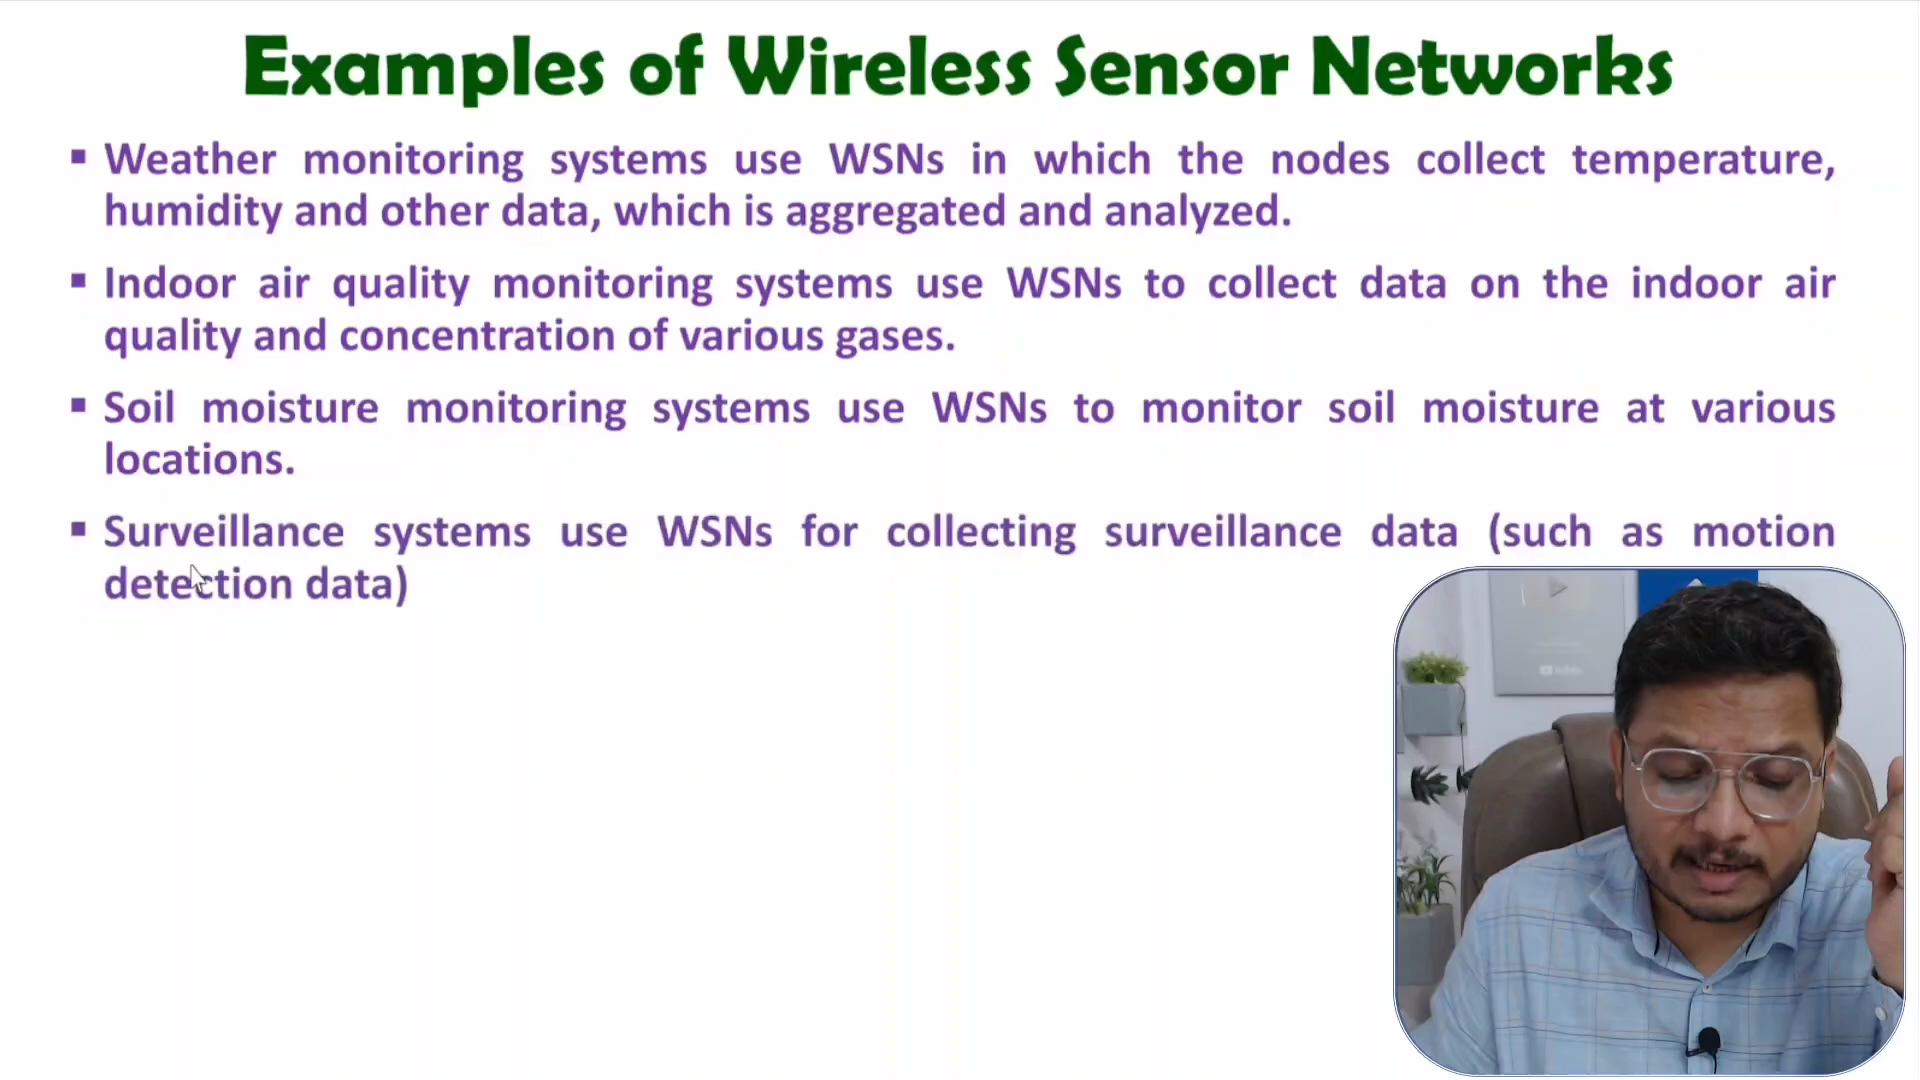 Examples of Wireless Sensor Networks
▪ Weather monitoring systems use WSNs in which the nodes collect temperature,
humidity and other data, which is aggregated and analyzed.
▪ Indoor air quality monitoring systems use WSNs to collect data on the indoor air
quality and concentration of various gases.
▪ Soil moisture monitoring systems use WSNs to monitor soil moisture at various
locations.
▪ Surveillance systems use WSNs for collecting surveillance data (such as motion
detection data)